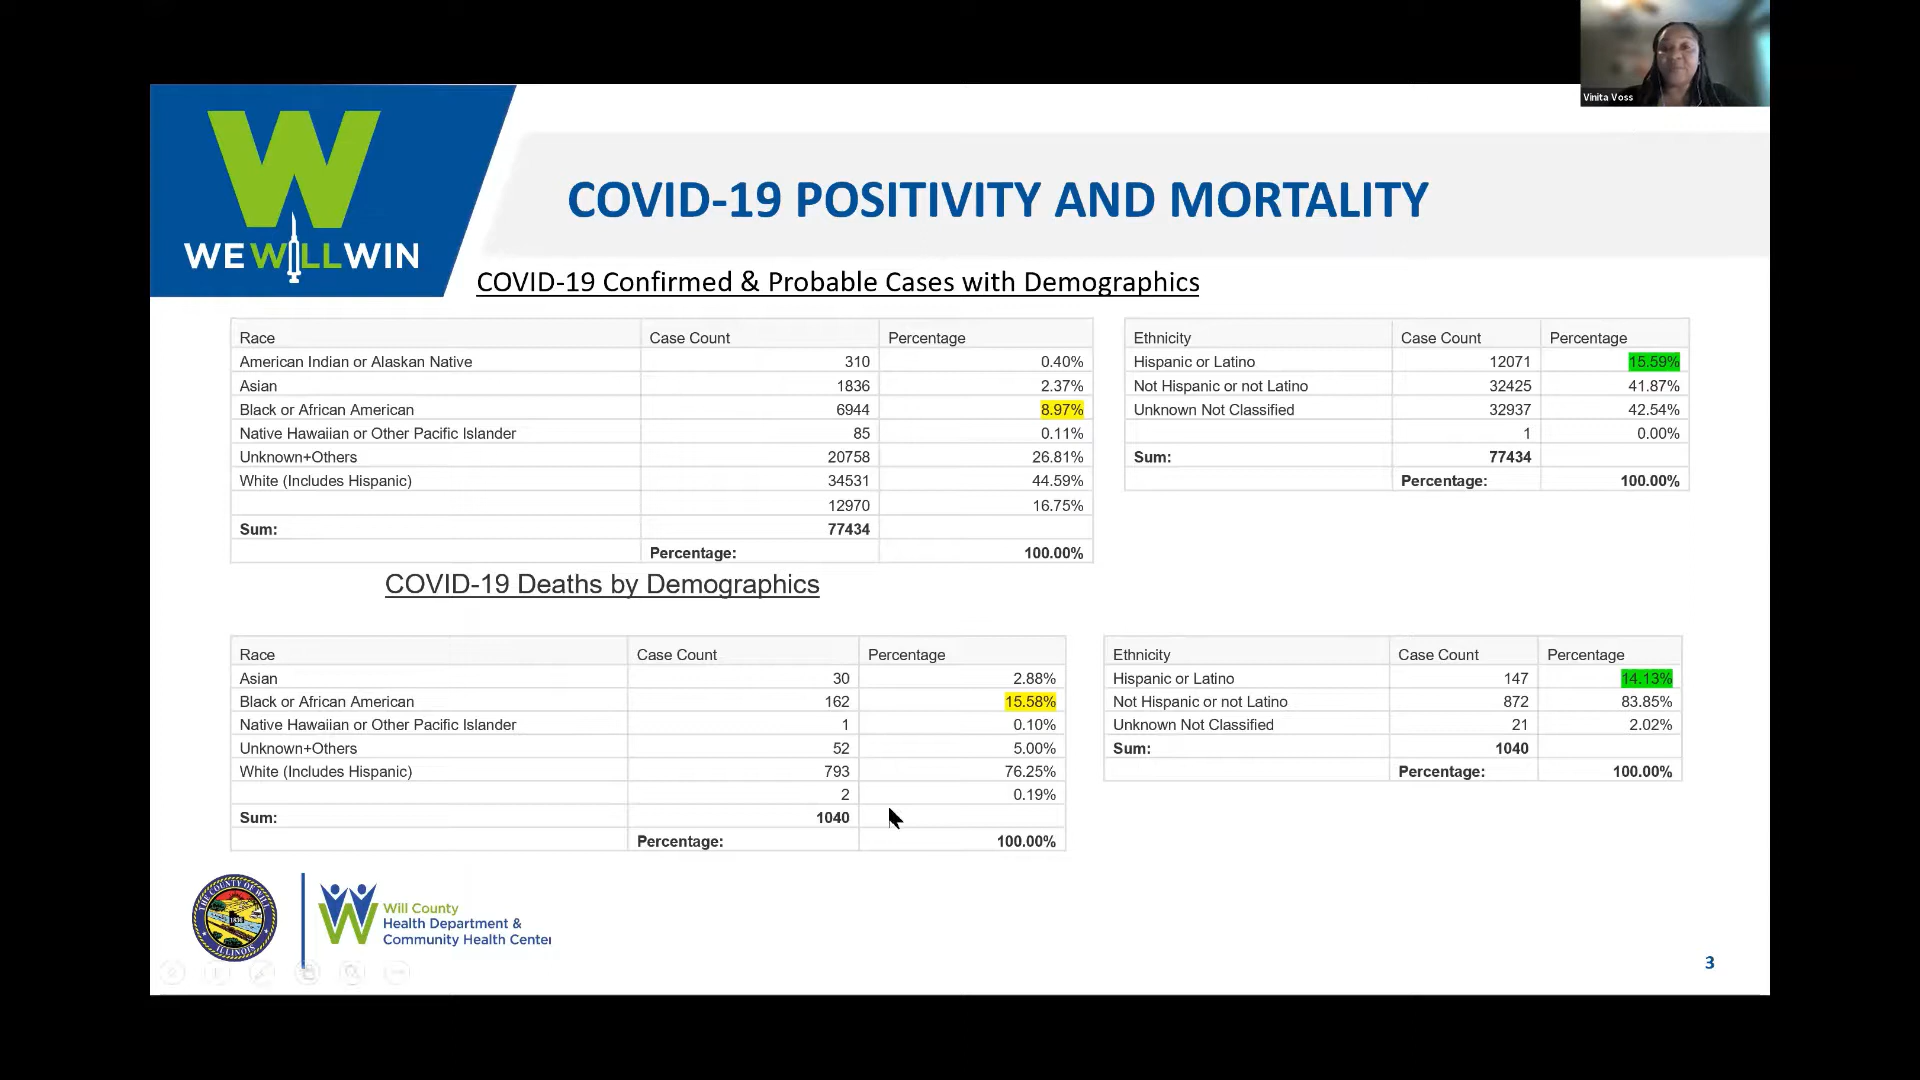 Vinita Voss
W
WE WILL WIN
COVID-19 POSITIVITY AND MORTALITY
COVID-19 Confirmed & Probable Cases with Demographics
Race Case Count Percentage
American Indian or Alaskan Native 310 0.40%
Asian 1836 2.37%
Black or African American 6944 8.97%
Native Hawaiian or Other Pacific Islander 85 0.11%
Unknown+Others 20758 26.81%
White (Includes Hispanic) 34531 44.59%
12970 16.75%
Sum: 77434
Percentage: 100.00%
Ethnicity Case Count Percentage
Hispanic or Latino 12071 15.59%
Not Hispanic or not Latino 32425 41.87%
Unknown Not Classified 32937 42.54%
1 0.00%
Sum: 77434
Percentage: 100.00%
COVID-19 Deaths by Demographics
Race Case Count Percentage
Asian 30 2.88%
Black or African American 162 15.58%
Native Hawaiian or Other Pacific Islander 1 0.10%
Unknown+Others 52 5.00%
White (Includes Hispanic) 793 76.25%
2 0.19%
Sum: 1040
Percentage: 100.00%
Ethnicity Case Count Percentage
Hispanic or Latino 147 14.13%
Not Hispanic or not Latino 872 83.85%
Unknown Not Classified 21 2.02%
Sum: 1040
Percentage: 100.00%
THE COUNTY OF WILL
ILLINOIS
Will County
Health Department &
Community Health Center
3